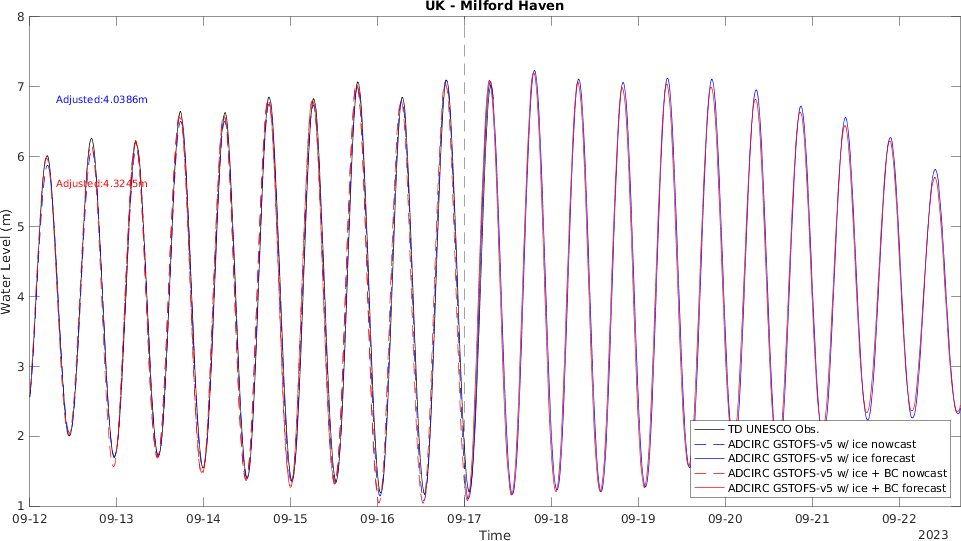 UK - Milford Haven
8
7
6
5
4
3
2
1
Water Level (m)
Adjusted:4.0386m
Adjusted:4.3245m
TD UNESCO Obs.
ADCIRC GSTOFS-v5 w/ ice nowcast
ADCIRC GSTOFS-v5 w/ ice forecast
ADCIRC GSTOFS-v5 w/ ice + BC nowcast
ADCIRC GSTOFS-v5 w/ ice + BC forecast
09-12 09-13 09-14 09-15 09-16 09-17 09-18 09-19 09-20 09-21 09-22
Time
2023